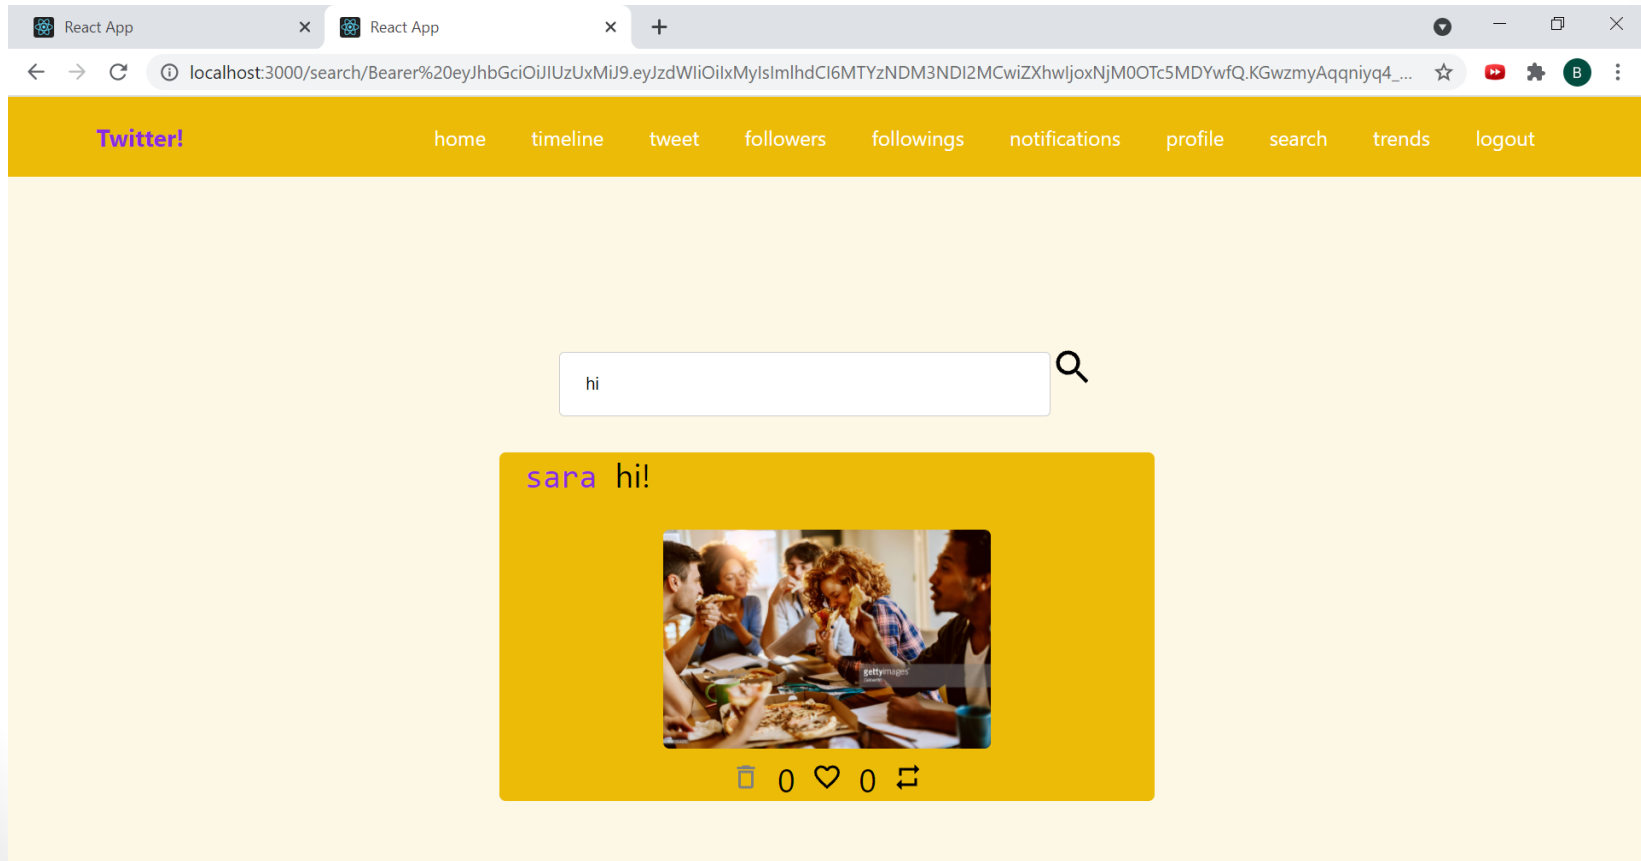 React App
React App
localhost:3000/search/Bearer%20eyJhbGciOiJIUzUxMiJ9.eyJzdWIiOiIxMyIsImlhdCI6MTYzNDM3NDI2MCwiZXhwIjoxNjM0OTc5MDYwfQ.KGwzmyAqqniyq4_...
B
Twitter!
home
timeline
tweet
followers
followings
notifications
profile
search
trends
logout
hi
sara hi!
gettyimages
0
0